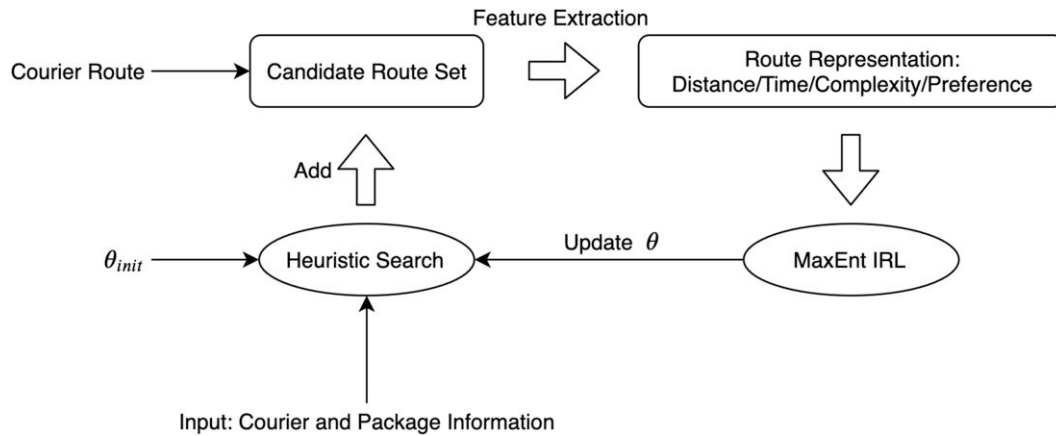 Feature Extraction
Courier Route
Candidate Route Set
Route Representation:
Distance/Time/Complexity/Preference
Add
θ_init
Heuristic Search
Update θ
MaxEnt IRL
Input: Courier and Package Information